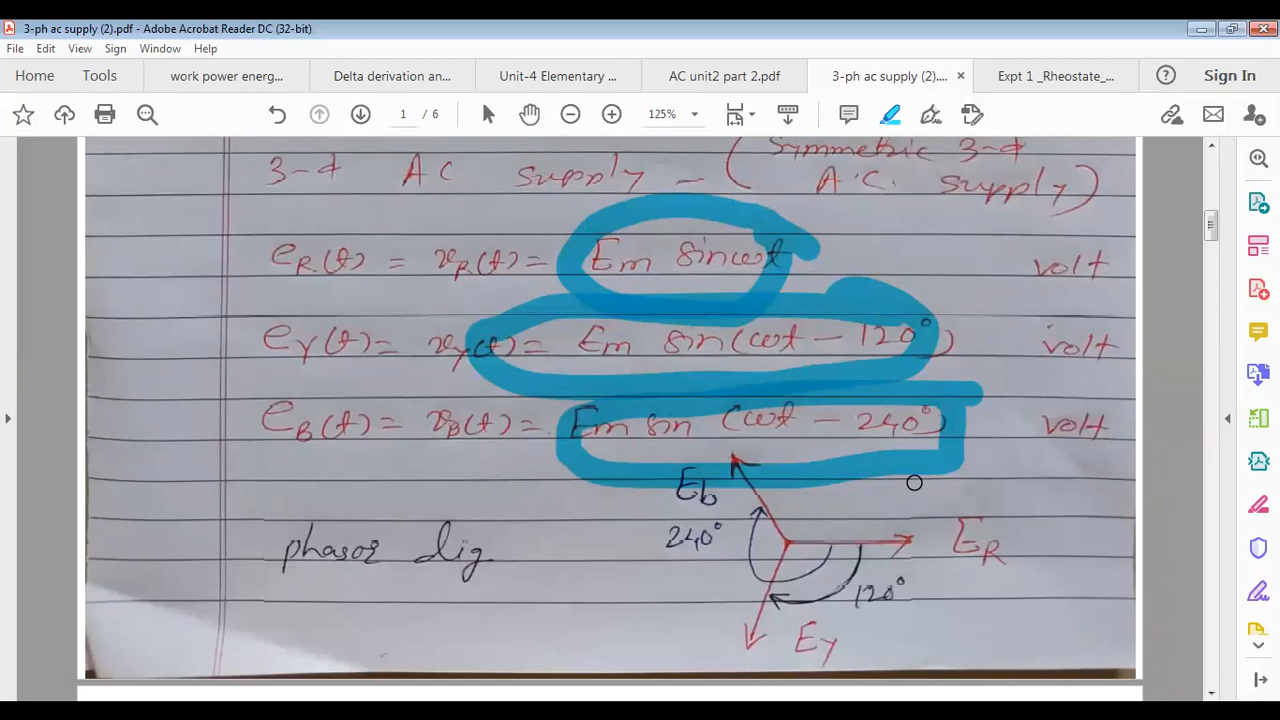 3-ph ac supply (2).pdf - Adobe Acrobat Reader DC (32-bit)
File Edit View Sign Window Help
Home Tools work power energ... Delta derivation an... Unit-4 Elementary ... AC unit2 part 2.pdf 3-ph ac supply (2).... × Expt 1 _Rheostate_... Sign In
1 / 6 125%
3-φ AC supply - (Symmetric 3-φ
A.C. supply)
eR(t) = vR(t) = Em sinωt volt
eY(t) = vY(t) = Em sin(ωt - 120°) volt
eB(t) = vB(t) = Em sin (ωt - 240°) volt
Eb
240°
phasor dig
ER
120°
EY